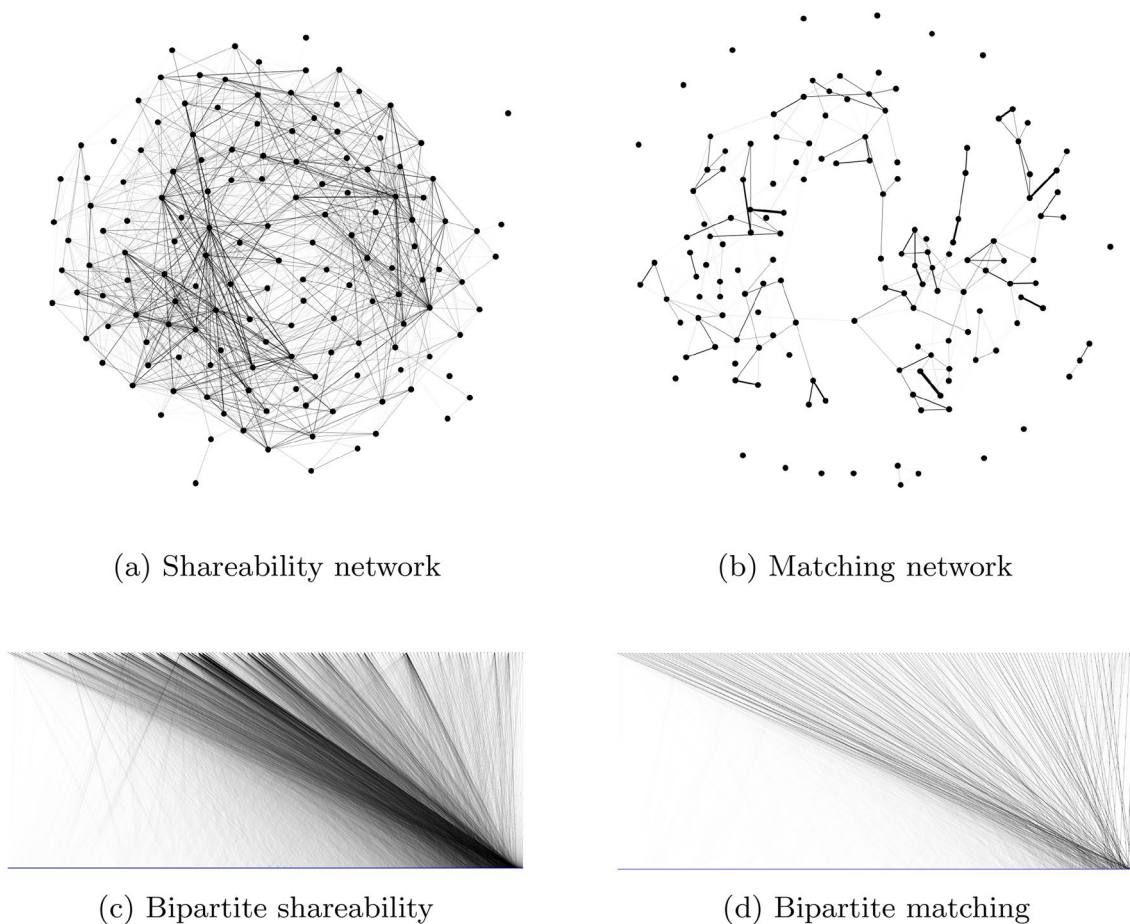 (a) Shareability network
(b) Matching network
(c) Bipartite shareability
(d) Bipartite matching